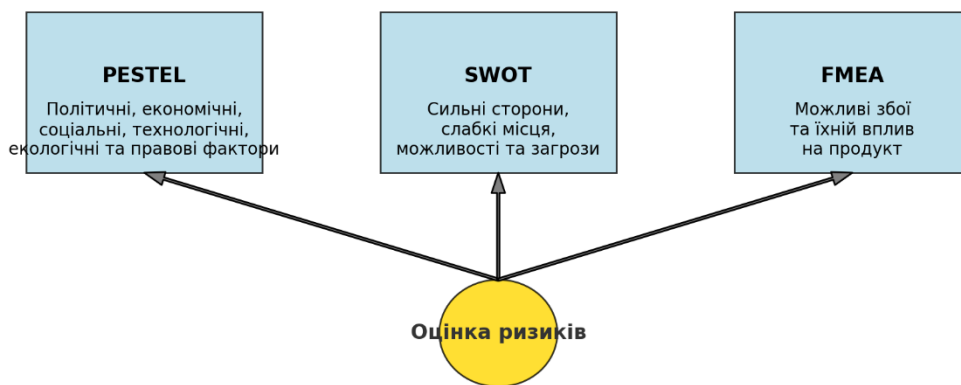 PESTEL
Політичні, економічні,
соціальні, технологічні,
екологічні та правові фактори
SWOT
Сильні сторони,
слабкі місця,
можливості та загрози
FMEA
Можливі збої
та їхній вплив
на продукт
Оцінка ризиків